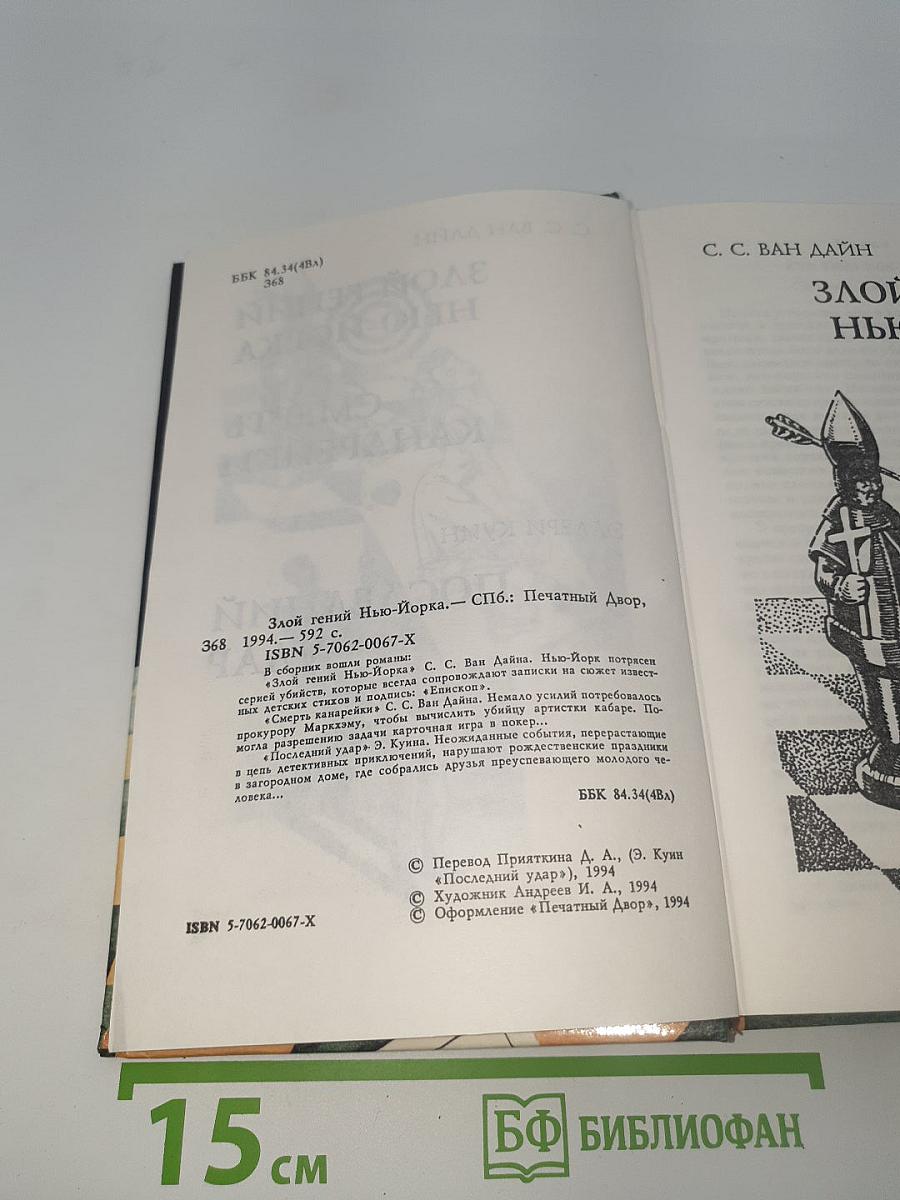 ББК 84.34(4Вл)
З68
Злой гений Нью-Йорка.— СПб.: Печатный Двор,
З68 1994.— 592 с.
ISBN 5-7062-0067-X
В сборник вошли романы:
«Злой гений Нью-Йорка» С. С. Ван Дайна. Нью-Йорк потрясен
серией убийств, которые всегда сопровождают записки на сюжет извест-
ных детских стихов и подпись: «Епископ».
«Смерть канарейки» С. С. Ван Дайна. Немало усилий потребовалось
прокурору Маркхэму, чтобы вычислить убийцу артистки кабаре. По-
могла разрешению задачи карточная игра в покер...
«Последний удар» Э. Куина. Неожиданные события, перерастающие
в цепь детективных приключений, нарушают рождественские праздники
в загородном доме, где собрались друзья преуспевающего молодого че-
ловека...
ББК 84.34(4Вл)
© Перевод Прияткина Д. А., (Э. Куин
«Последний удар»), 1994
© Художник Андреев И. А., 1994
© Оформление «Печатный Двор», 1994
ISBN 5-7062-0067-X
С. С. ВАН ДАЙН
ЗЛОЙ
НЬЮ
15 см
БФ БИБЛИОФАН